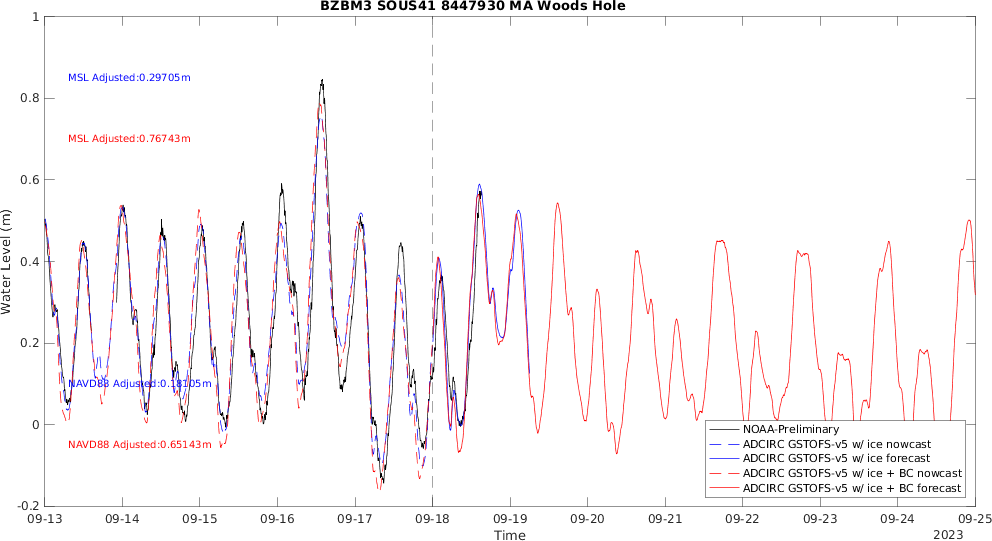 BZBM3 SOUS41 8447930 MA Woods Hole
1
0.8
0.6
0.4
0.2
0
-0.2
Water Level (m)
MSL Adjusted:0.29705m
MSL Adjusted:0.76743m
NAVD88 Adjusted:0.18105m
NAVD88 Adjusted:0.65143m
NOAA-Preliminary
ADCIRC GSTOFS-v5 w/ ice nowcast
ADCIRC GSTOFS-v5 w/ ice forecast
ADCIRC GSTOFS-v5 w/ ice + BC nowcast
ADCIRC GSTOFS-v5 w/ ice + BC forecast
09-13 09-14 09-15 09-16 09-17 09-18 09-19 09-20 09-21 09-22 09-23 09-24 09-25
Time
2023